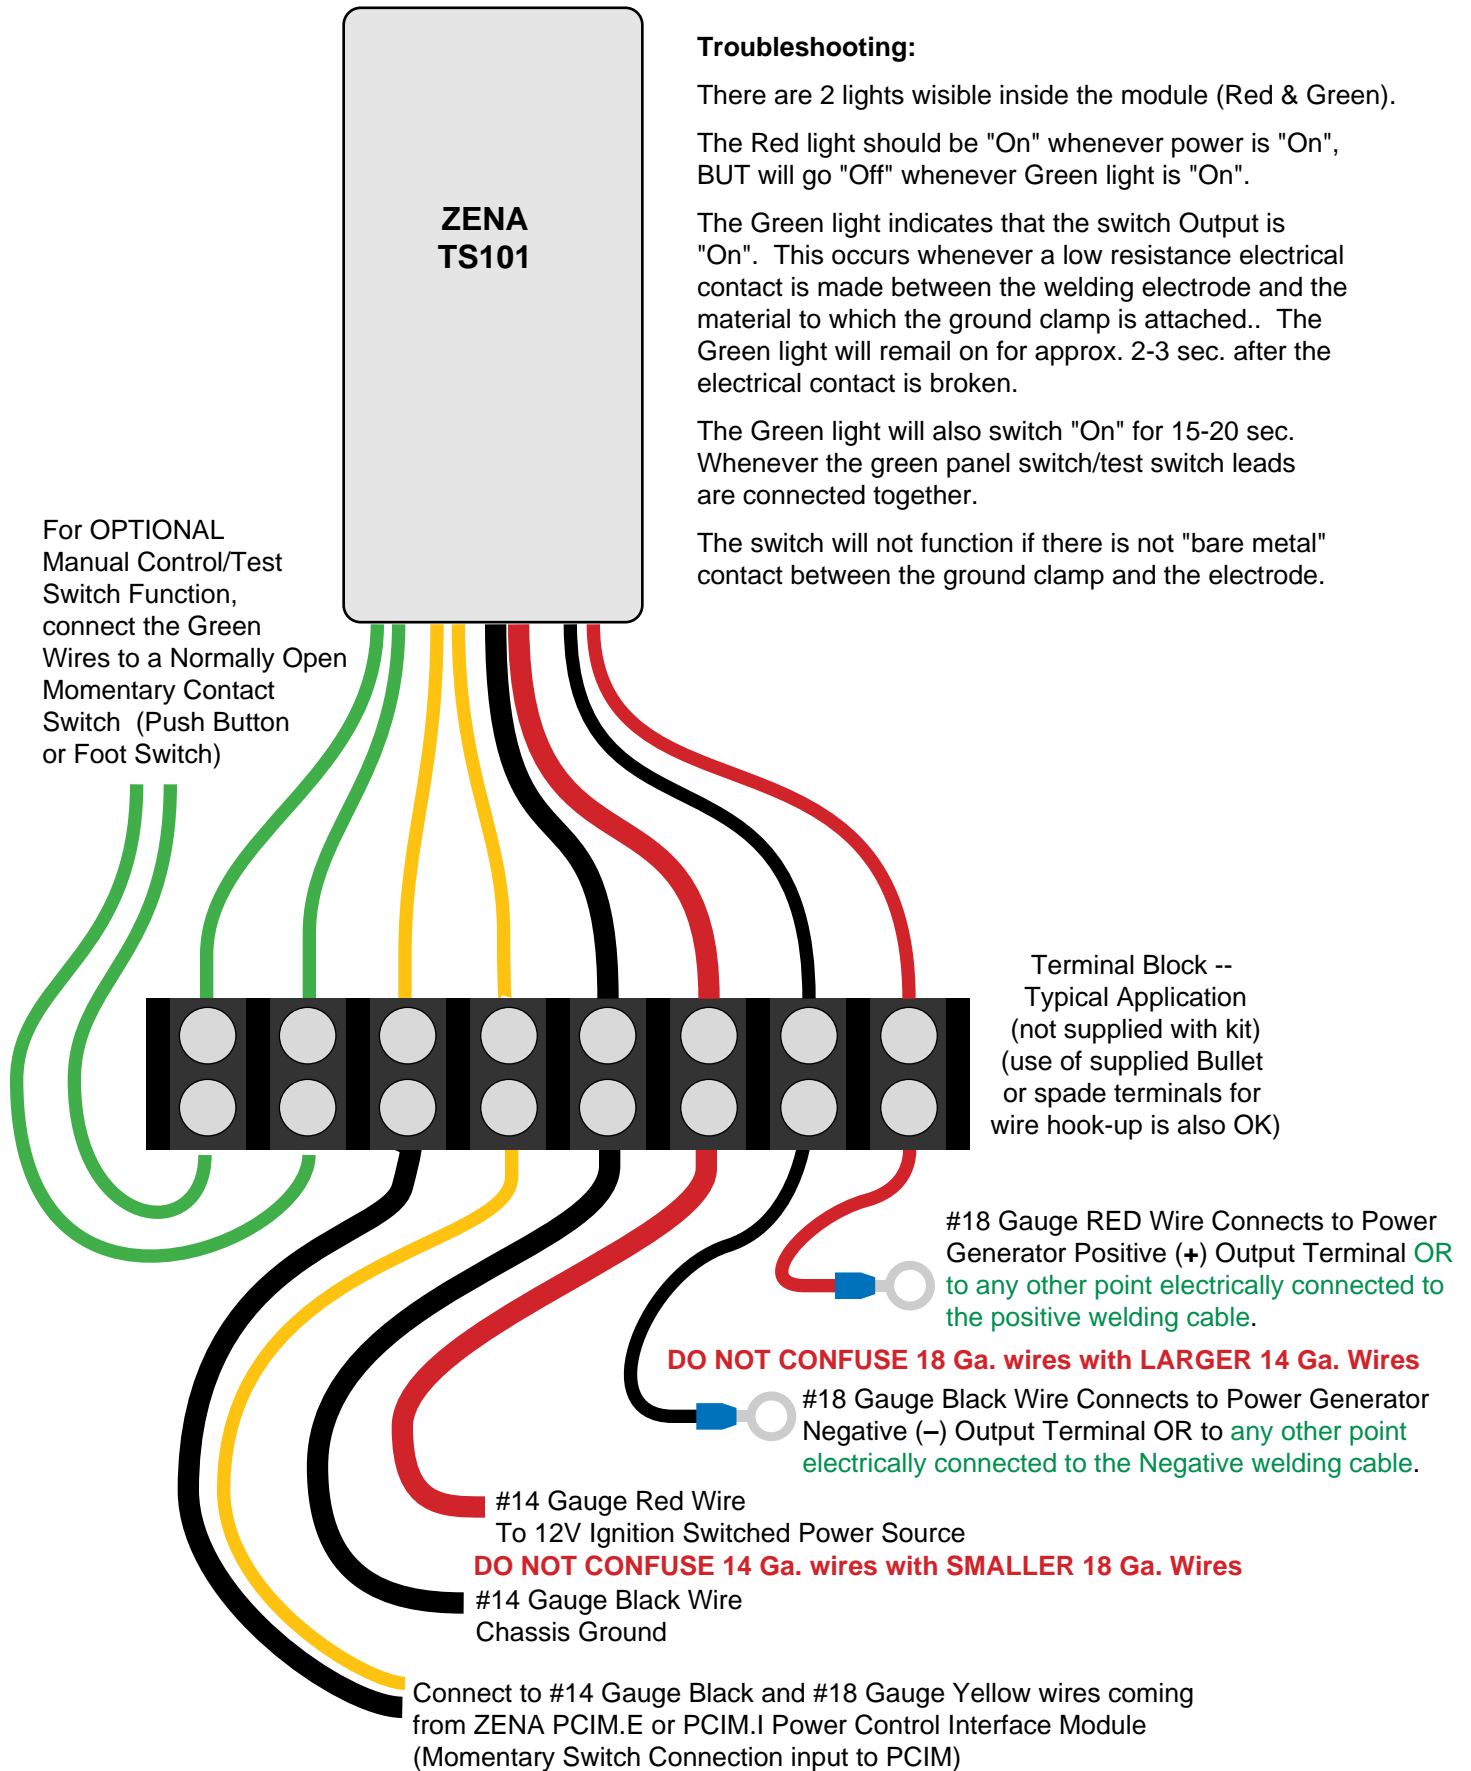 ZENA
TS101
Troubleshooting:
There are 2 lights wisible inside the module (Red & Green).
The Red light should be "On" whenever power is "On",
BUT will go "Off" whenever Green light is "On".
The Green light indicates that the switch Output is
"On".  This occurs whenever a low resistance electrical
contact is made between the welding electrode and the
material to which the ground clamp is attached..  The
Green light will remail on for approx. 2-3 sec. after the
electrical contact is broken.
The Green light will also switch "On" for 15-20 sec.
Whenever the green panel switch/test switch leads
are connected together.
The switch will not function if there is not "bare metal"
contact between the ground clamp and the electrode.
For OPTIONAL
Manual Control/Test
Switch Function,
connect the Green
Wires to a Normally Open
Momentary Contact
Switch  (Push Button
or Foot Switch)
Terminal Block --
Typical Application
(not supplied with kit)
(use of supplied Bullet
or spade terminals for
wire hook-up is also OK)
#18 Gauge RED Wire Connects to Power
Generator Positive (+) Output Terminal OR
to any other point electrically connected to
the positive welding cable.
DO NOT CONFUSE 18 Ga. wires with LARGER 14 Ga. Wires
#18 Gauge Black Wire Connects to Power Generator
Negative (–) Output Terminal OR to any other point
electrically connected to the Negative welding cable.
#14 Gauge Red Wire
To 12V Ignition Switched Power Source
DO NOT CONFUSE 14 Ga. wires with SMALLER 18 Ga. Wires
#14 Gauge Black Wire
Chassis Ground
Connect to #14 Gauge Black and #18 Gauge Yellow wires coming
from ZENA PCIM.E or PCIM.I Power Control Interface Module
(Momentary Switch Connection input to PCIM)